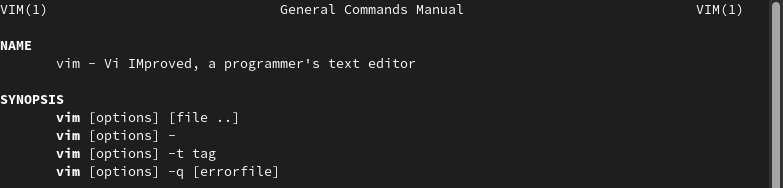 VIM(1) General Commands Manual VIM(1)
NAME
vim - Vi IMproved, a programmer's text editor
SYNOPSIS
vim [options] [file ..]
vim [options] -
vim [options] -t tag
vim [options] -q [errorfile]